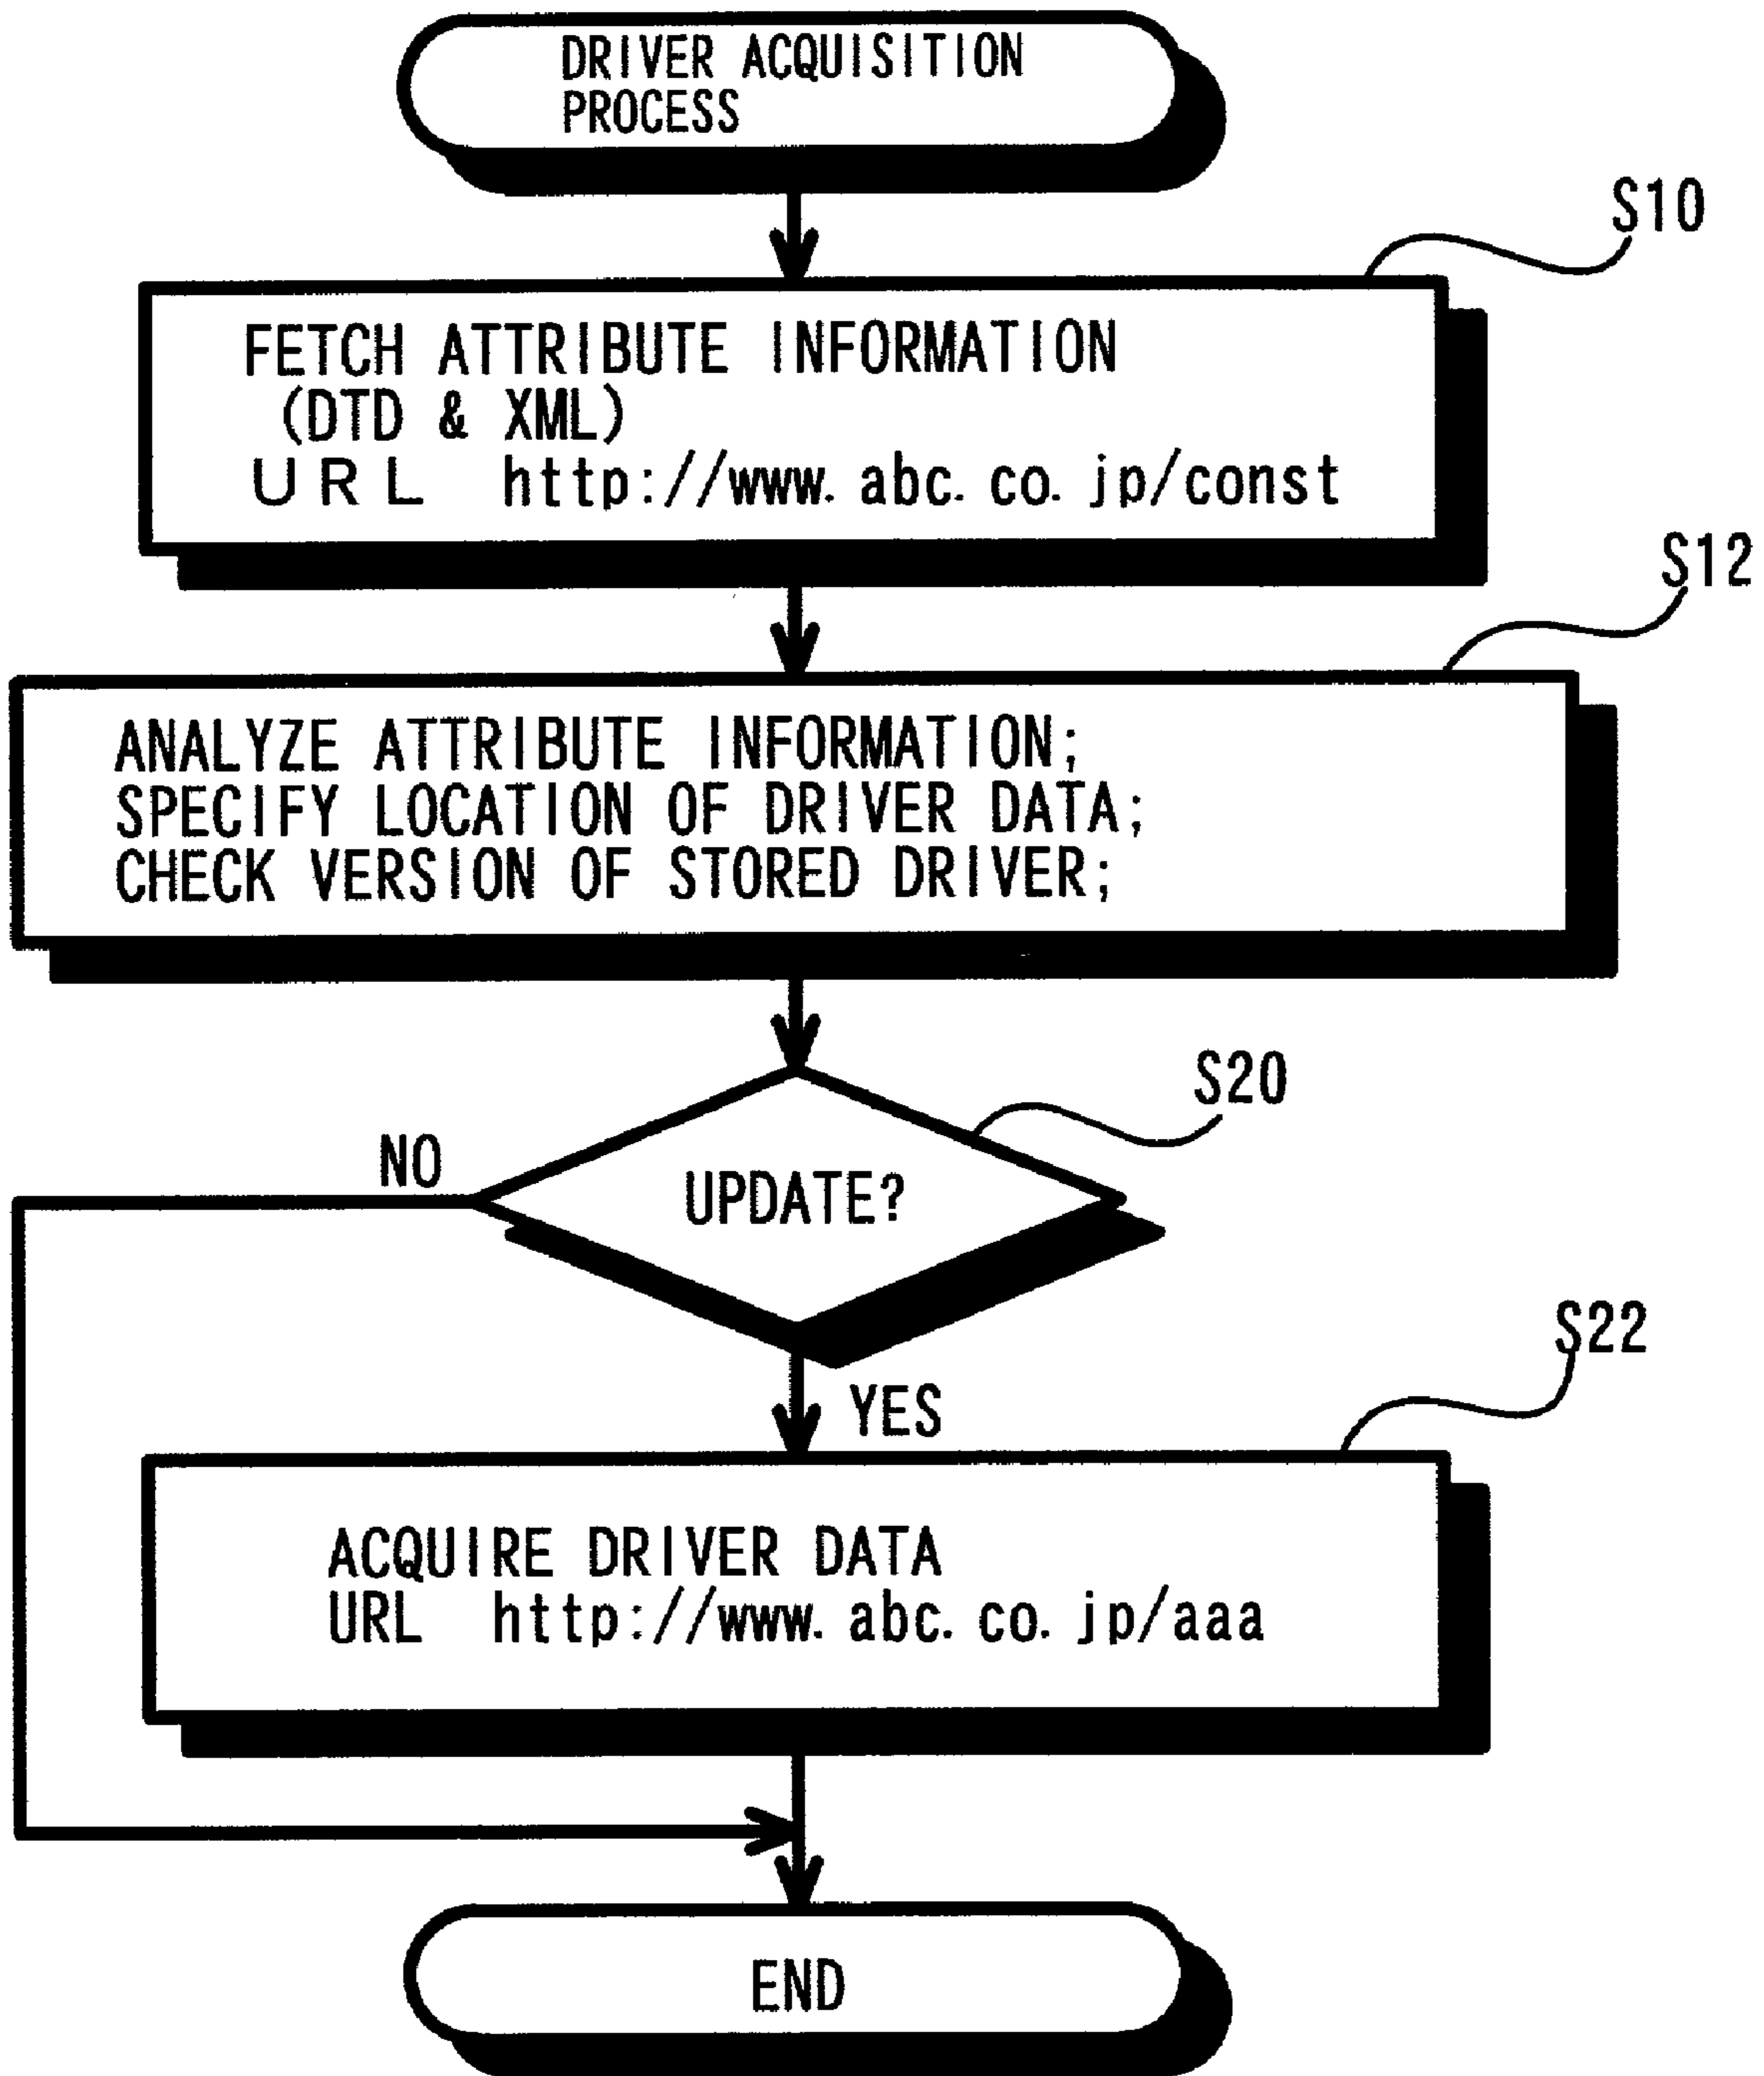 DRIVER ACQUISITION
PROCESS
S10
FETCH ATTRIBUTE INFORMATION
(DTD & XML)
URL http://www.abc.co.jp/const
S12
ANALYZE ATTRIBUTE INFORMATION;
SPECIFY LOCATION OF DRIVER DATA;
CHECK VERSION OF STORED DRIVER;
S20
NO
UPDATE?
S22
YES
ACQUIRE DRIVER DATA
URL http://www.abc.co.jp/aaa
END